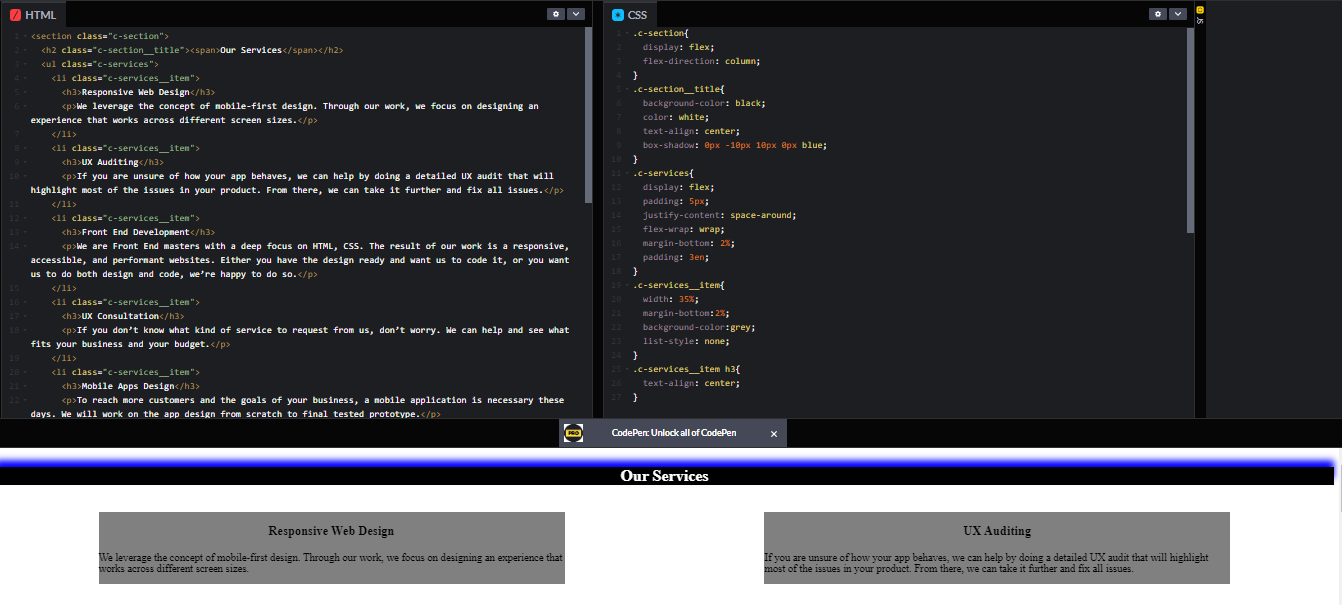 HTML
1 <section class="c-section">
2 <h2 class="c-section__title"><span>Our Services</span></h2>
3 <ul class="c-services">
4 <li class="c-services__item">
5 <h3>Responsive Web Design</h3>
6 <p>We leverage the concept of mobile-first design. Through our work, we focus on designing an
experience that works across different screen sizes.</p>
7 </li>
8 <li class="c-services__item">
9 <h3>UX Auditing</h3>
10 <p>If you are unsure of how your app behaves, we can help by doing a detailed UX audit that will
highlight most of the issues in your product. From there, we can take it further and fix all issues.</p>
11 </li>
12 <li class="c-services__item">
13 <h3>Front End Development</h3>
14 <p>We are Front End masters with a deep focus on HTML, CSS. The result of our work is a responsive,
accessible, and performant websites. Either you have the design ready and want us to code it, or you want
us to do both design and code, we’re happy to do so.</p>
15 </li>
16 <li class="c-services__item">
17 <h3>UX Consultation</h3>
18 <p>If you don’t know what kind of service to request from us, don’t worry. We can help and see what
fits your business and your budget.</p>
19 </li>
20 <li class="c-services__item">
21 <h3>Mobile Apps Design</h3>
22 <p>To reach more customers and the goals of your business, a mobile application is necessary these
days. We will work on the app design from scratch to final tested prototype.</p>
CSS
1 .c-section{
2 display: flex;
3 flex-direction: column;
4 }
5 .c-section__title{
6 background-color: black;
7 color: white;
8 text-align: center;
9 box-shadow: 0px -10px 10px 0px blue;
10 }
11 .c-services{
12 display: flex;
13 padding: 5px;
14 justify-content: space-around;
15 flex-wrap: wrap;
16 margin-bottom: 2%;
17 padding: 3en;
18 }
19 .c-services__item{
20 width: 35%;
21 margin-bottom:2%;
22 background-color:grey;
23 list-style: none;
24 }
25 .c-services__item h3{
26 text-align: center;
27 }
JS
PRO
CodePen: Unlock all of CodePen
Our Services
Responsive Web Design
We leverage the concept of mobile-first design. Through our work, we focus on designing an experience that
works across different screen sizes.
UX Auditing
If you are unsure of how your app behaves, we can help by doing a detailed UX audit that will highlight
most of the issues in your product. From there, we can take it further and fix all issues.